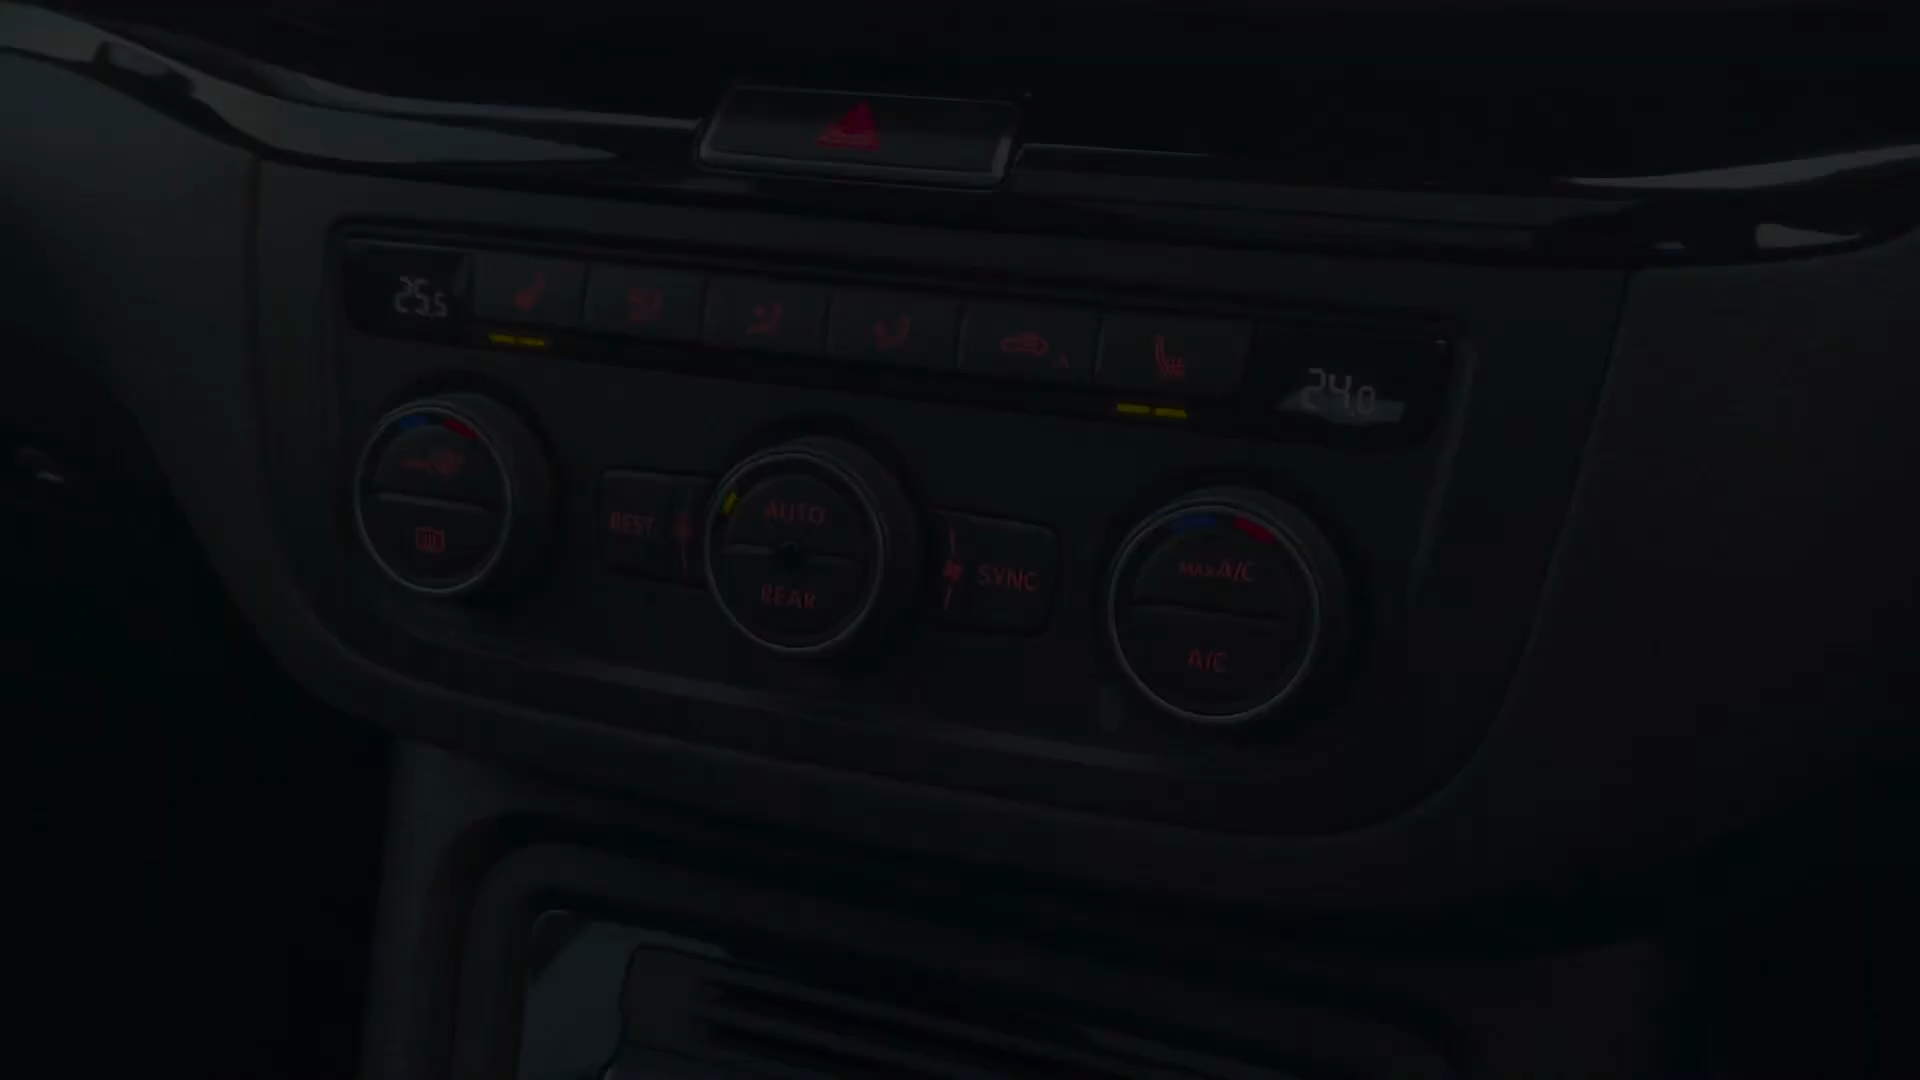 25.5
24.0
AUTO
REST
REAR
SYNC
MAX A/C
A/C